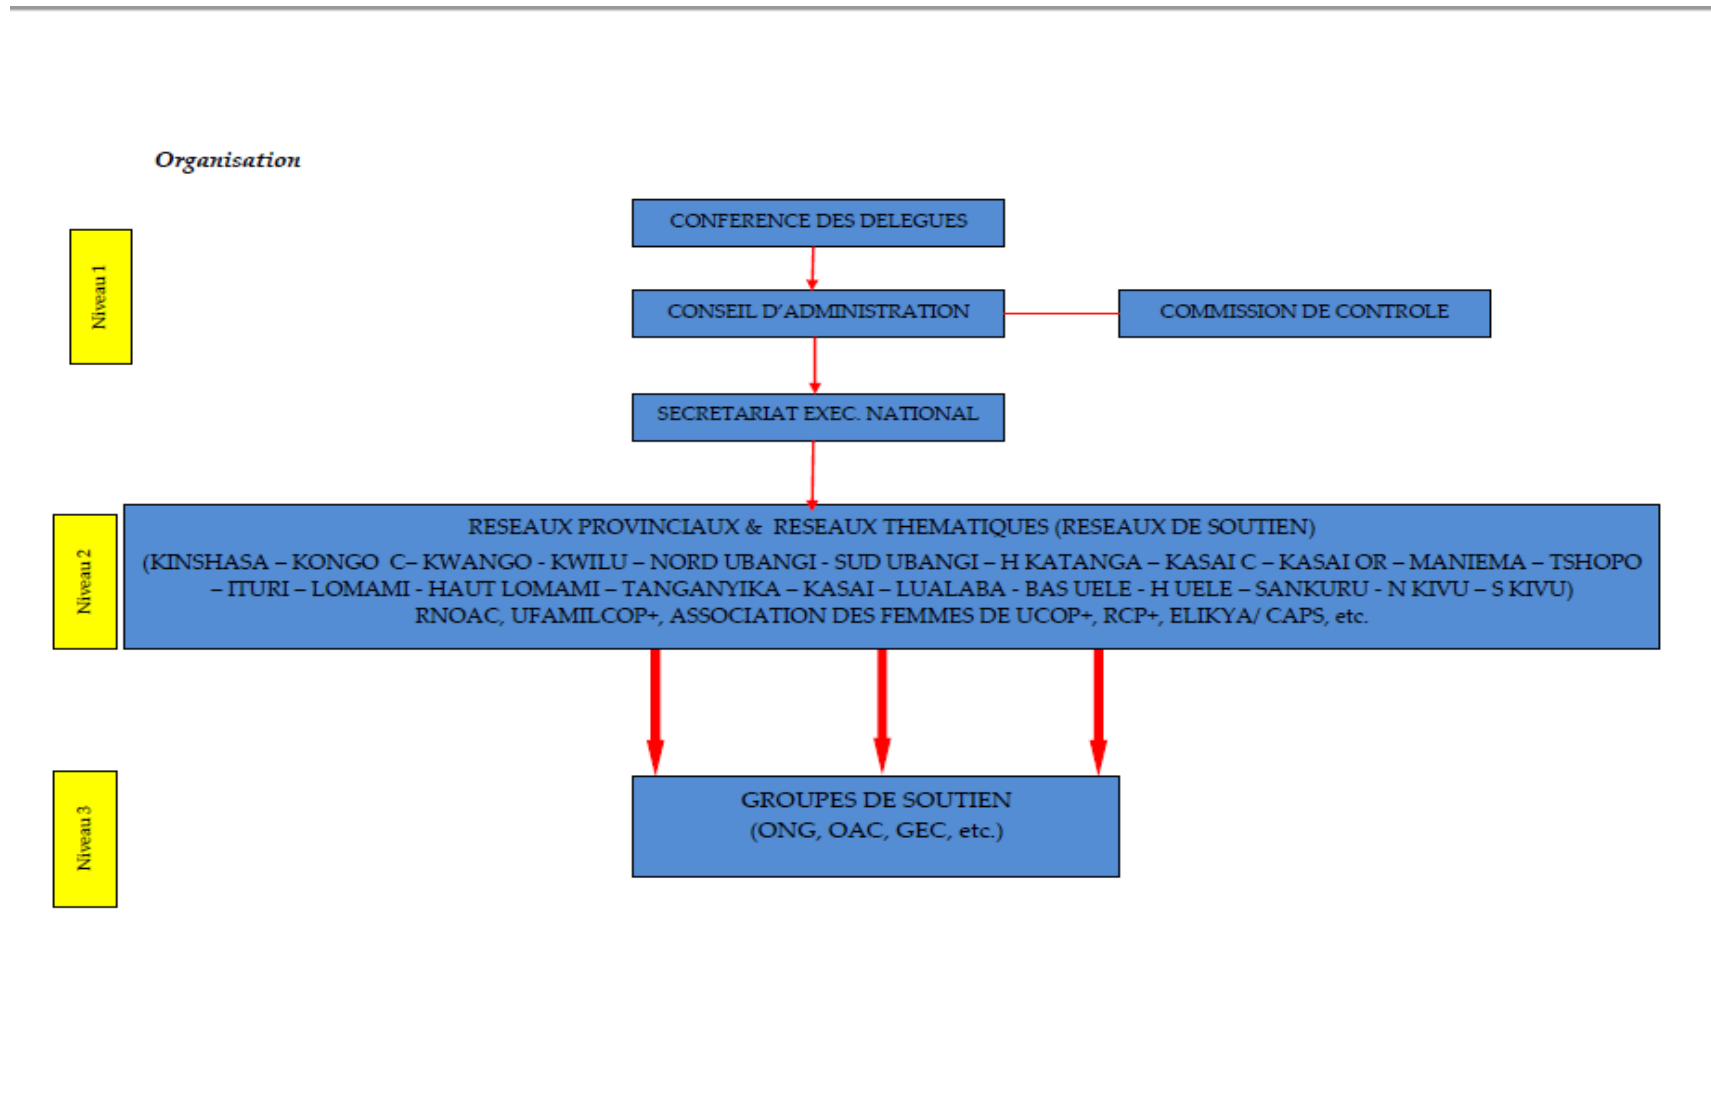 Organisation
CONFERENCE DES DELEGUES
Niveau 1
CONSEIL D’ADMINISTRATION
COMMISSION DE CONTROLE
SECRETARIAT EXEC. NATIONAL
Niveau 2
RESEAUX PROVINCIAUX & RESEAUX THEMATIQUES (RESEAUX DE SOUTIEN)
(KINSHASA – KONGO C– KWANGO - KWILU – NORD UBANGI - SUD UBANGI – H KATANGA – KASAI C – KASAI OR – MANIEMA – TSHOPO
– ITURI – LOMAMI - HAUT LOMAMI – TANGANYIKA – KASAI – LUALABA - BAS UELE - H UELE – SANKURU - N KIVU – S KIVU)
RNOAC, UFAMILCOP+, ASSOCIATION DES FEMMES DE UCOP+, RCP+, ELIKYA/ CAPS, etc.
Niveau 3
GROUPES DE SOUTIEN
(ONG, OAC, GEC, etc.)